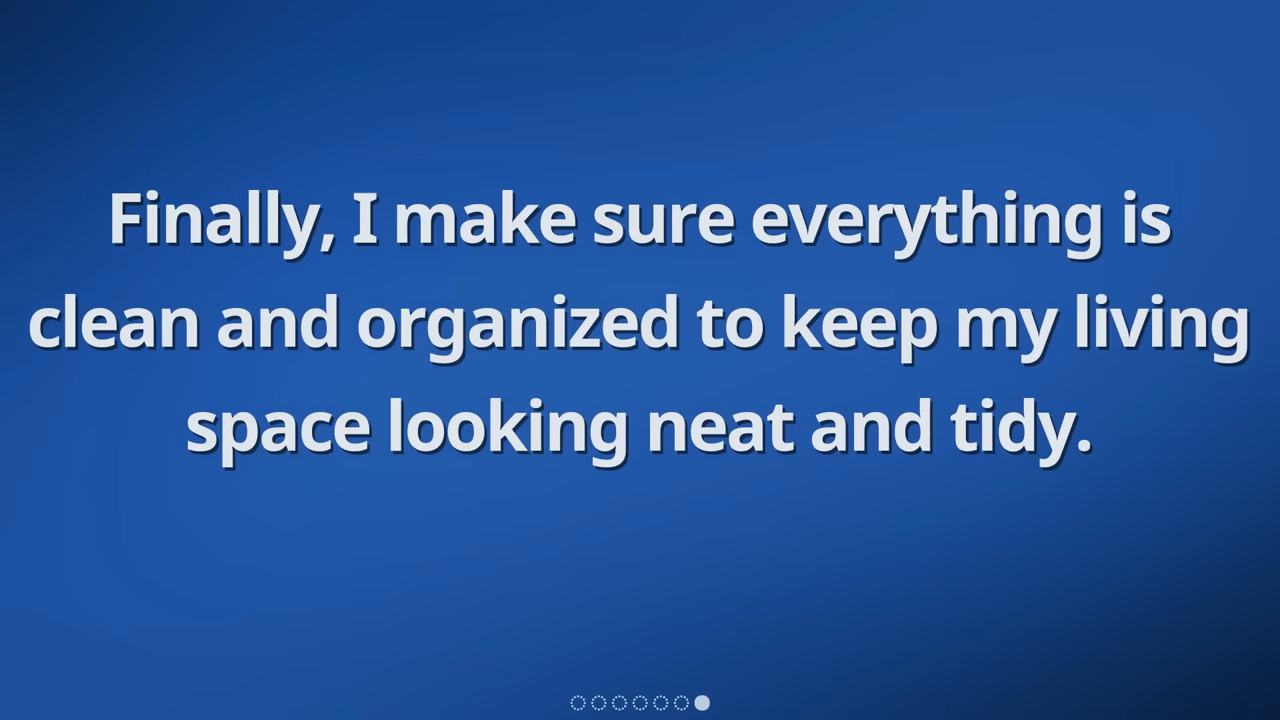 Finally, I make sure everything is
clean and organized to keep my living
space looking neat and tidy.